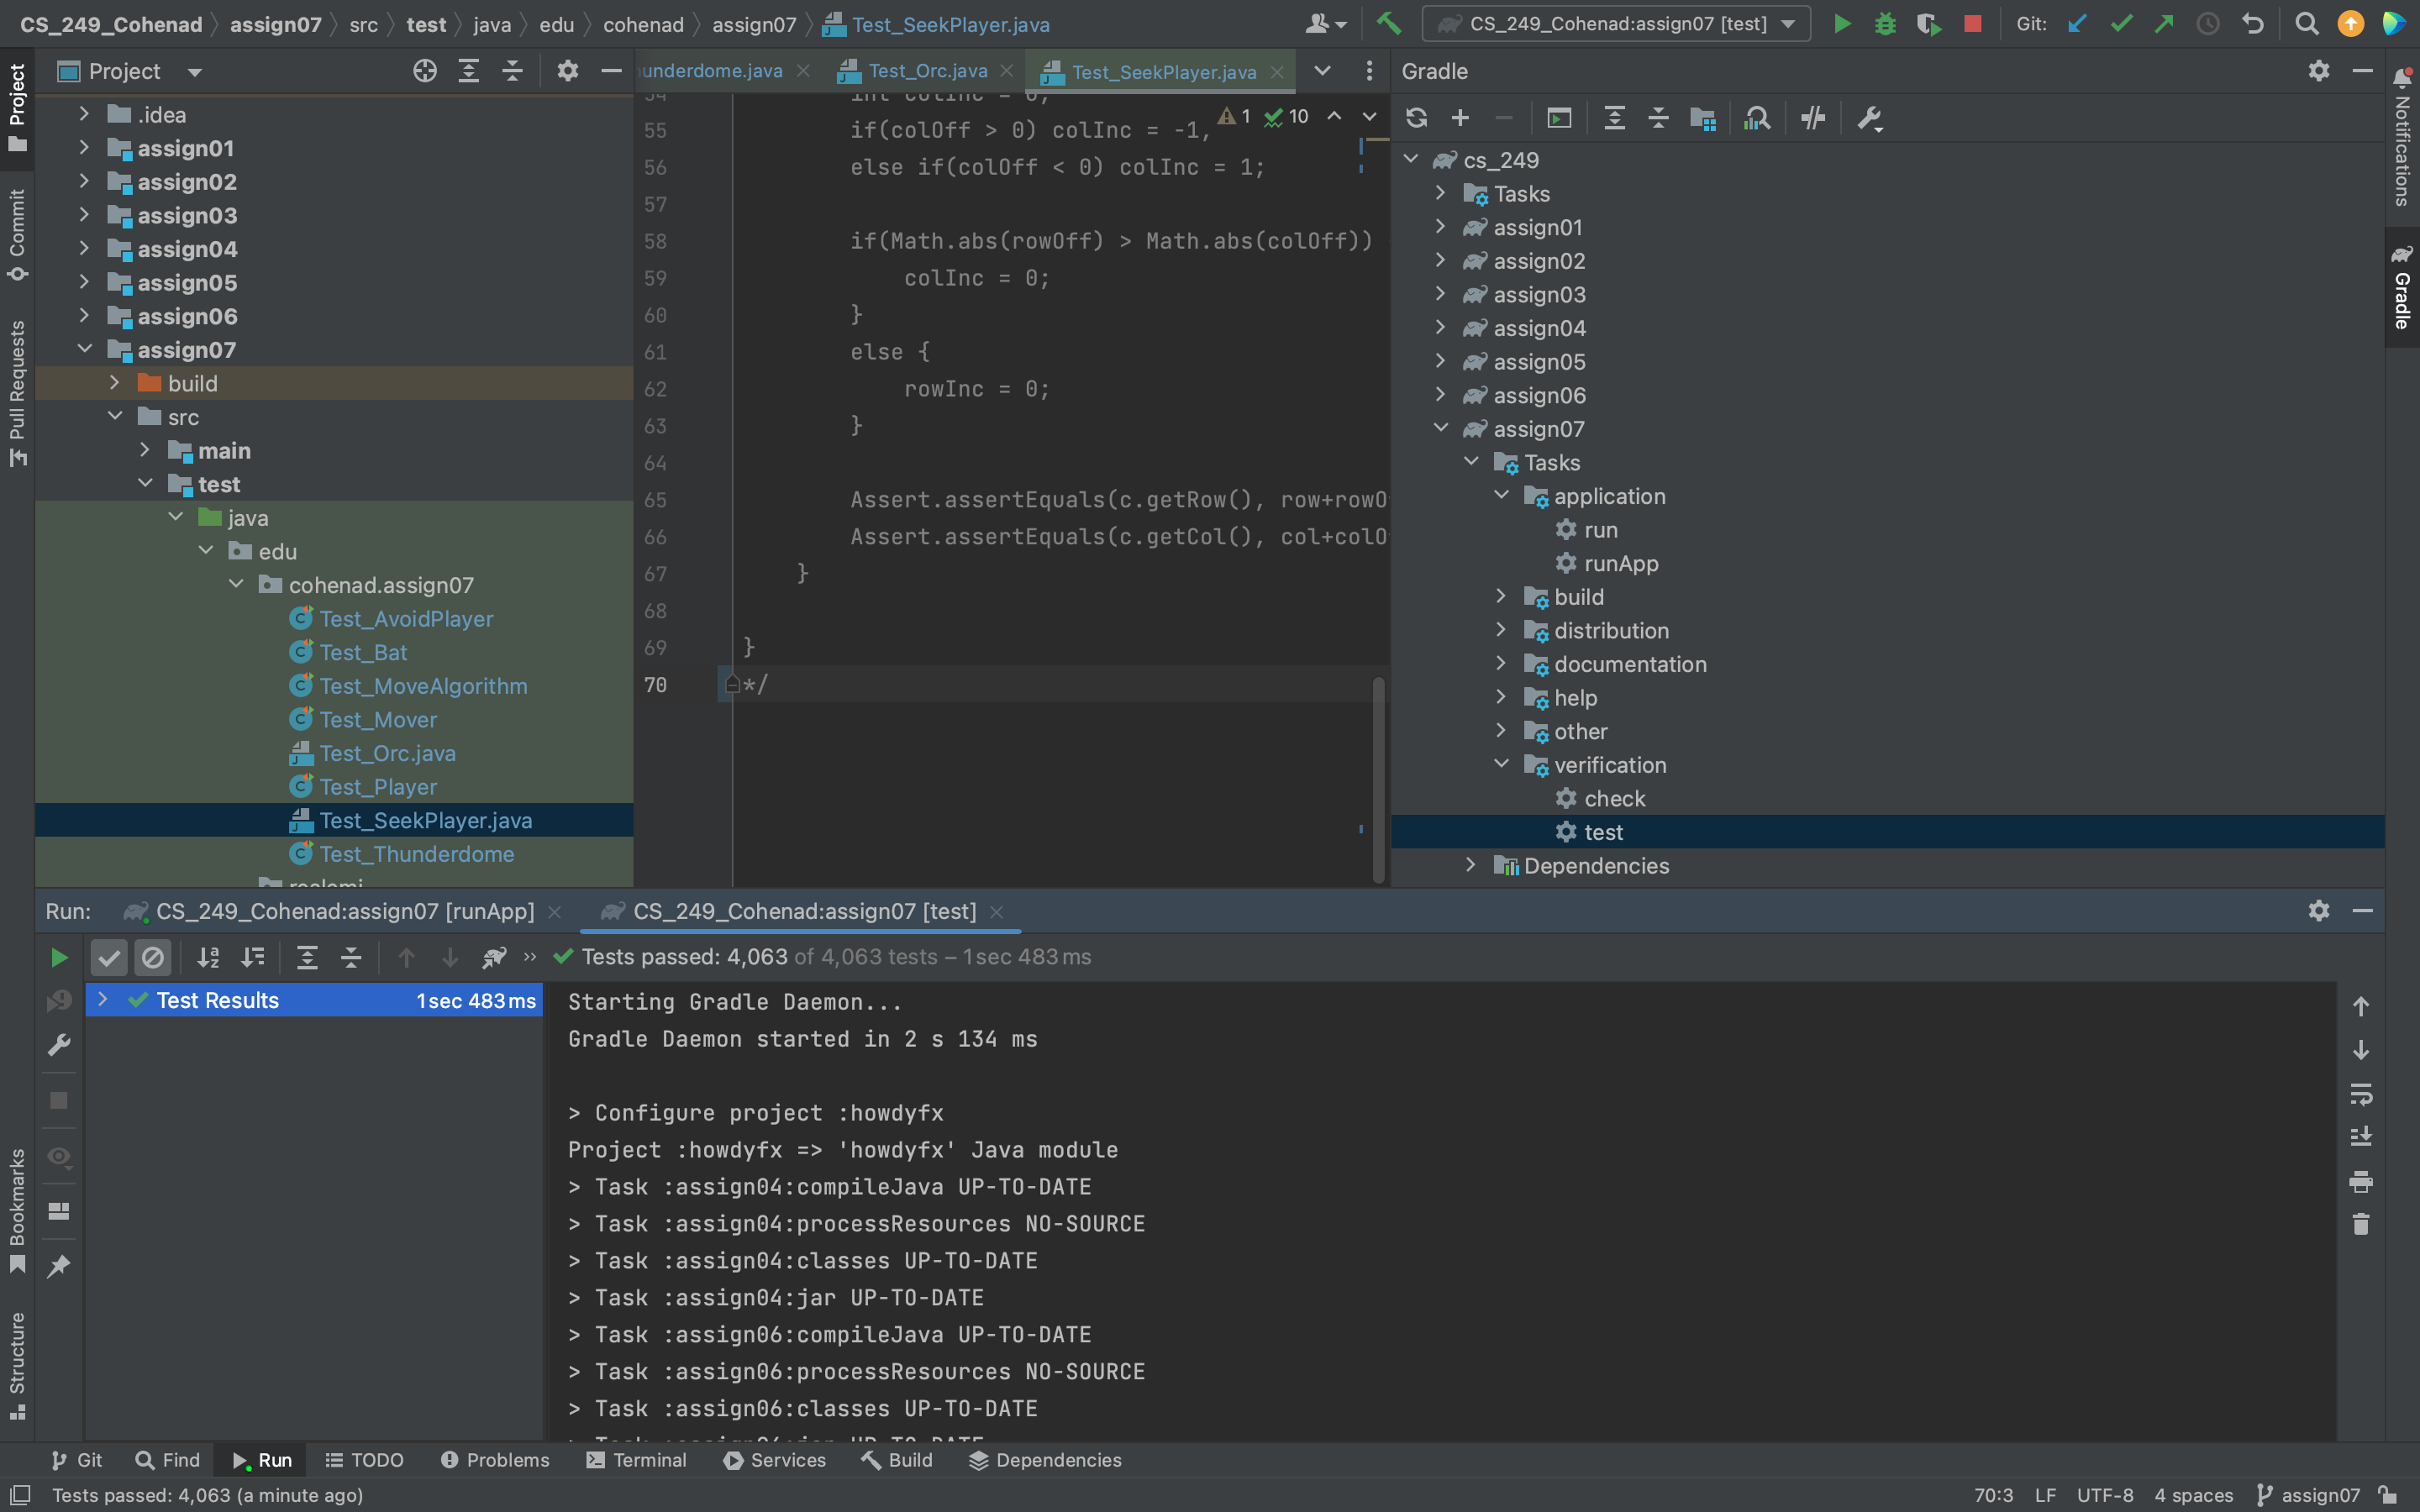 CS_249_Cohenad assign07 src test java edu cohenad assign07 Test_SeekPlayer.java
CS_249_Cohenad:assign07 [test]
Git:
Project
Test_Orc.java
Test_SeekPlayer.java
Gradle
.idea
assign01
assign02
assign03
assign04
assign05
assign06
assign07
build
src
main
test
java
edu
cohenad.assign07
Test_AvoidPlayer
Test_Bat
Test_MoveAlgorithm
Test_Mover
Test_Orc.java
Test_Player
Test_SeekPlayer.java
Test_Thunderdome
1 10
55 if(colOff > 0) colInc = -1;
56 else if(colOff < 0) colInc = 1;
57
58 if(Math.abs(rowOff) > Math.abs(colOff))
59 colInc = 0;
60 }
61 else {
62 rowInc = 0;
63 }
64
65 Assert.assertEquals(c.getRow(), row+rowO
66 Assert.assertEquals(c.getCol(), col+colO
67 }
68
69 }
70 */
cs_249
Tasks
assign01
assign02
assign03
assign04
assign05
assign06
assign07
Tasks
application
run
runApp
build
distribution
documentation
help
other
verification
check
test
Dependencies
Project
Commit
Pull Requests
Bookmarks
Structure
Notifications
Gradle
Run: CS_249_Cohenad:assign07 [runApp] CS_249_Cohenad:assign07 [test]
Tests passed: 4,063 of 4,063 tests – 1 sec 483 ms
Test Results 1 sec 483 ms
Starting Gradle Daemon...
Gradle Daemon started in 2 s 134 ms
> Configure project :howdyfx
Project :howdyfx => 'howdyfx' Java module
> Task :assign04:compileJava UP-TO-DATE
> Task :assign04:processResources NO-SOURCE
> Task :assign04:classes UP-TO-DATE
> Task :assign04:jar UP-TO-DATE
> Task :assign06:compileJava UP-TO-DATE
> Task :assign06:processResources NO-SOURCE
> Task :assign06:classes UP-TO-DATE
Git Find Run TODO Problems Terminal Services Build Dependencies
Tests passed: 4,063 (a minute ago)
70:3 LF UTF-8 4 spaces assign07